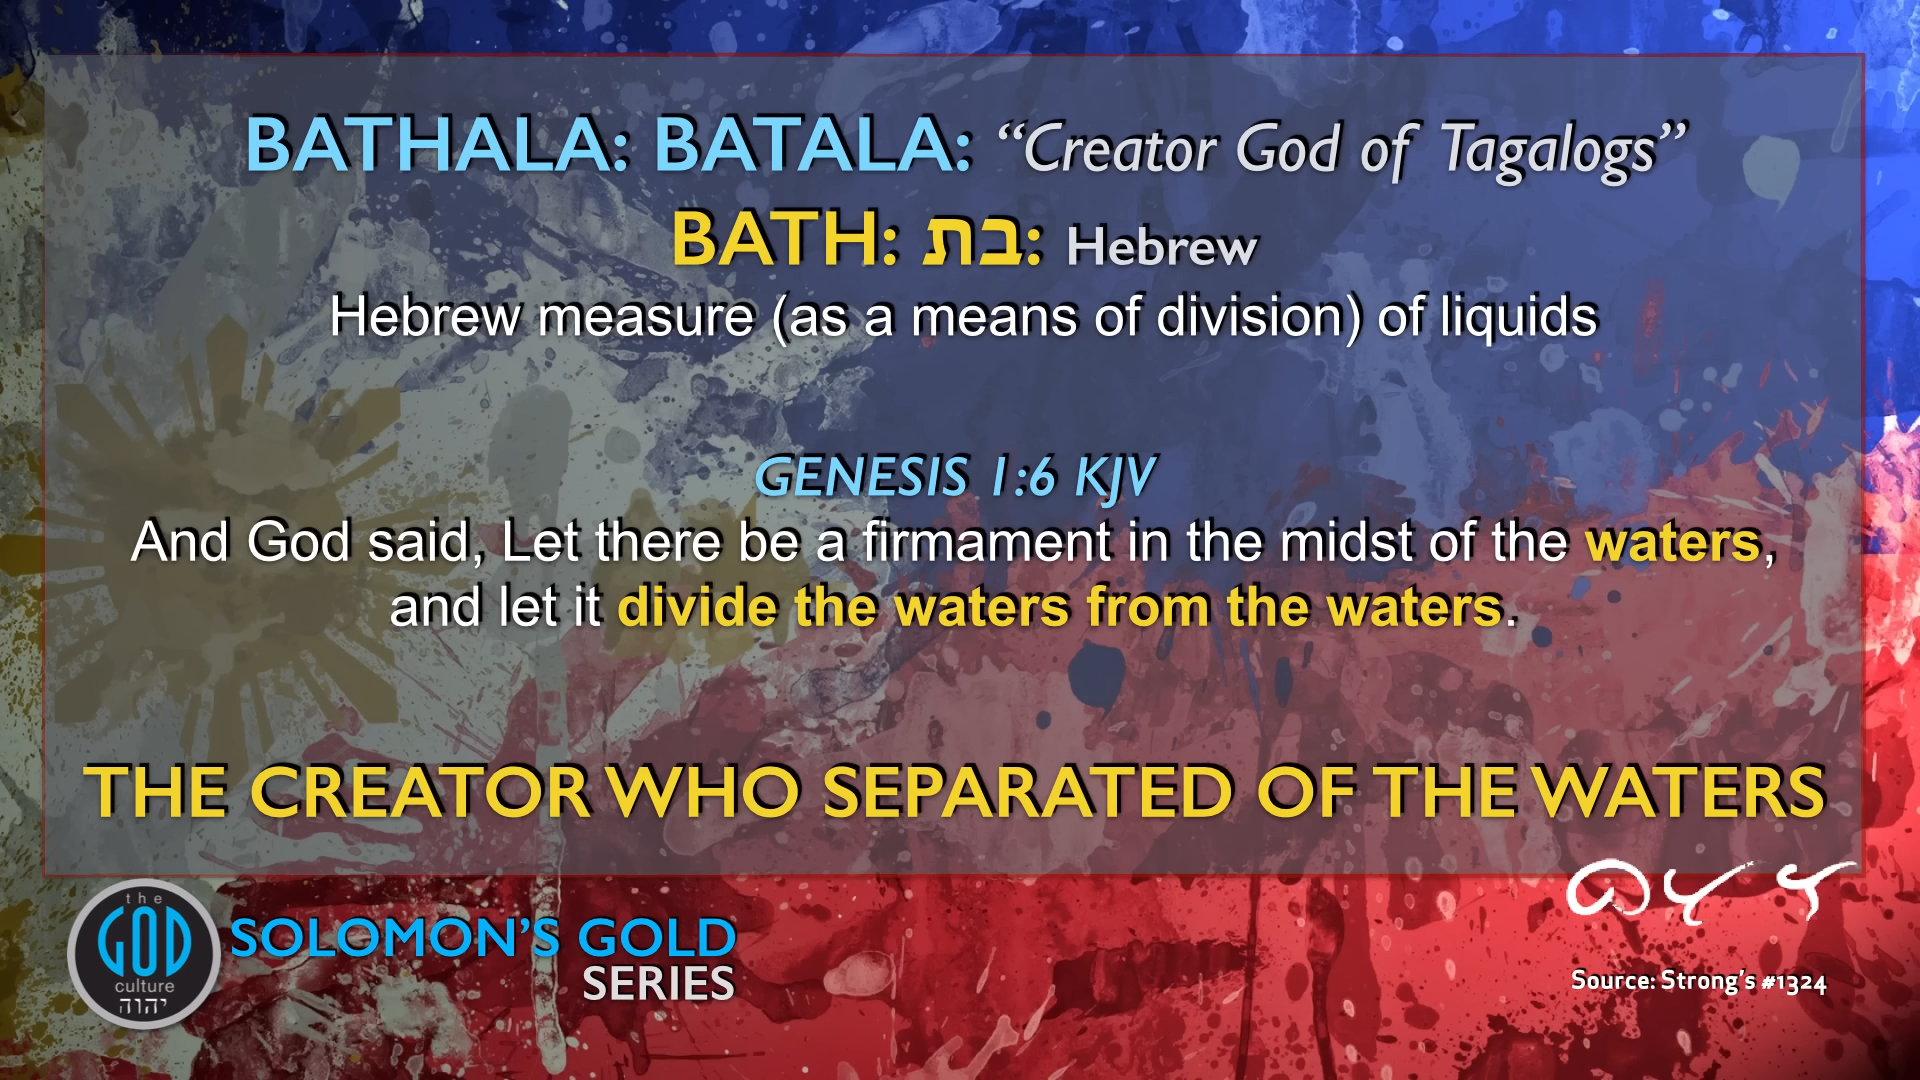 BATHALA: BATALA: “Creator God of Tagalogs”
BATH: בת: Hebrew
Hebrew measure (as a means of division) of liquids
GENESIS 1:6 KJV
And God said, Let there be a firmament in the midst of the waters,
and let it divide the waters from the waters.
THE CREATOR WHO SEPARATED OF THE WATERS
the
GOD
culture
יהוה
SOLOMON'S GOLD
SERIES
ᜊᜆᜎ
Source: Strong's #1324